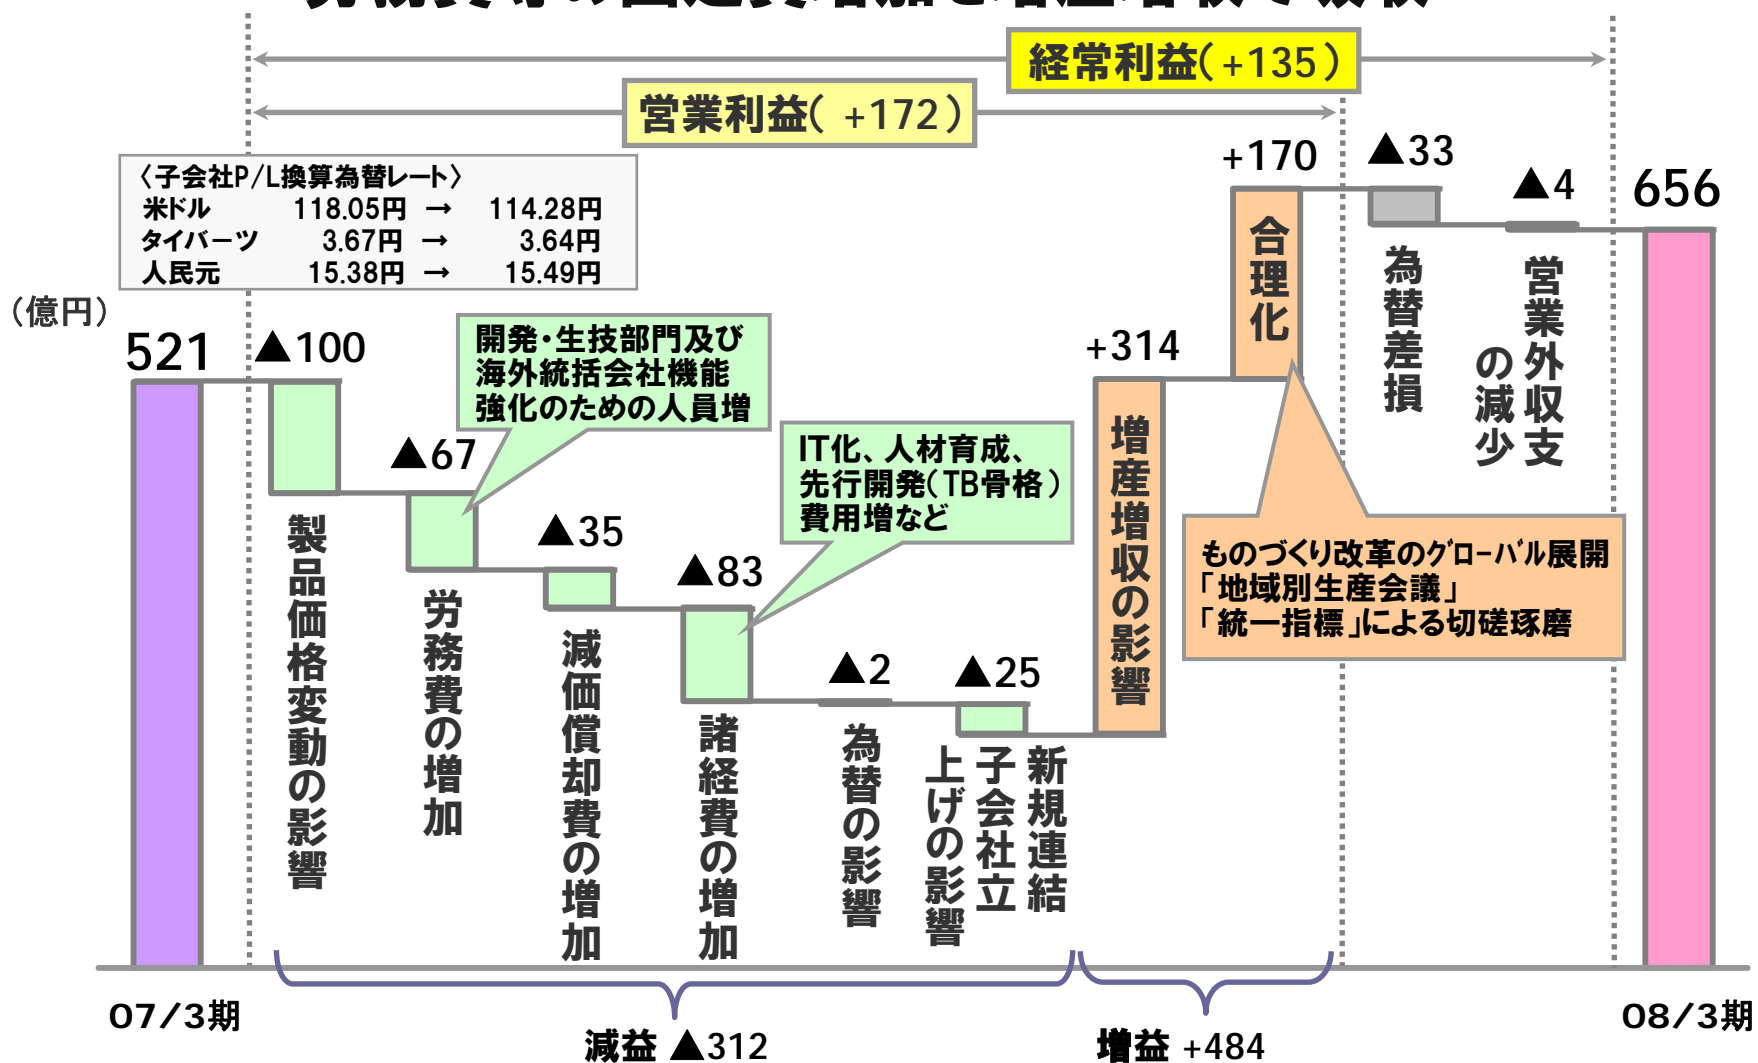 経常利益(+135)
営業利益( +172)
〈子会社P/L換算為替レート〉
米ドル 118.05円 → 114.28円
タイバーツ 3.67円 → 3.64円
人民元 15.38円 → 15.49円
(億円)
521
▲100
製品価格変動の影響
▲67
労務費の増加
開発・生技部門及び
海外統括会社機能
強化のための人員増
▲35
減価償却費の増加
▲83
諸経費の増加
IT化、人材育成、
先行開発(TB骨格)
費用増など
▲2
為替の影響
▲25
新規連結
子会社立
上げの影響
+314
増産増収の影響
+170
合理化
ものづくり改革のグローバル展開
「地域別生産会議」
「統一指標」による切磋琢磨
▲33
為替差損
▲4
営業外収支
の減少
656
07/3期
08/3期
減益 ▲312
増益 +484